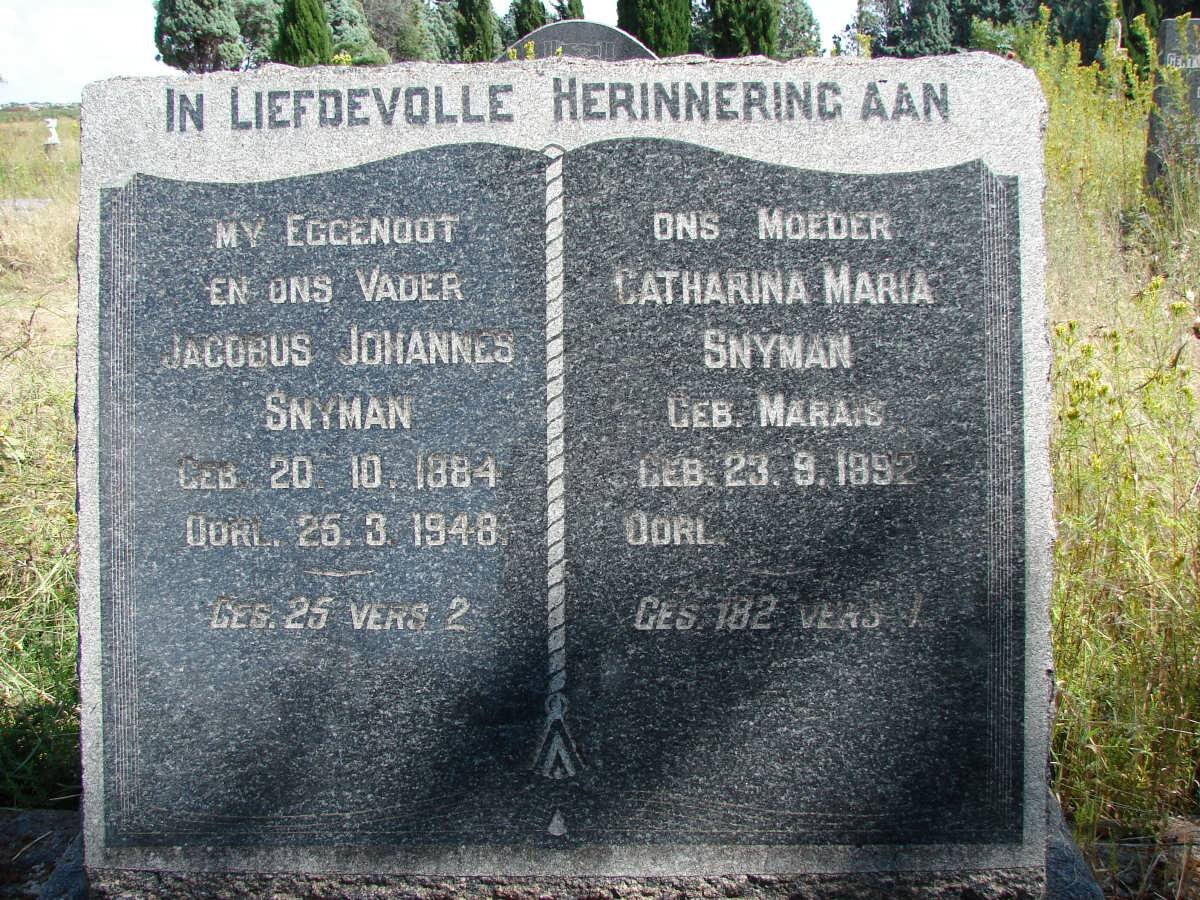 IN LIEFDEVOLLE HERINNERING AAN
MY EGGENOOT
EN ONS VADER
JACOBUS JOHANNES
SNYMAN
GEB. 20. 10. 1884
OORL. 25. 3. 1948.
GES. 25 VERS 2
ONS MOEDER
CATHARINA MARIA
SNYMAN
GEB. MARAIS
GEB. 23. 9. 1892
OORL.
GES. 182 VERS 1.